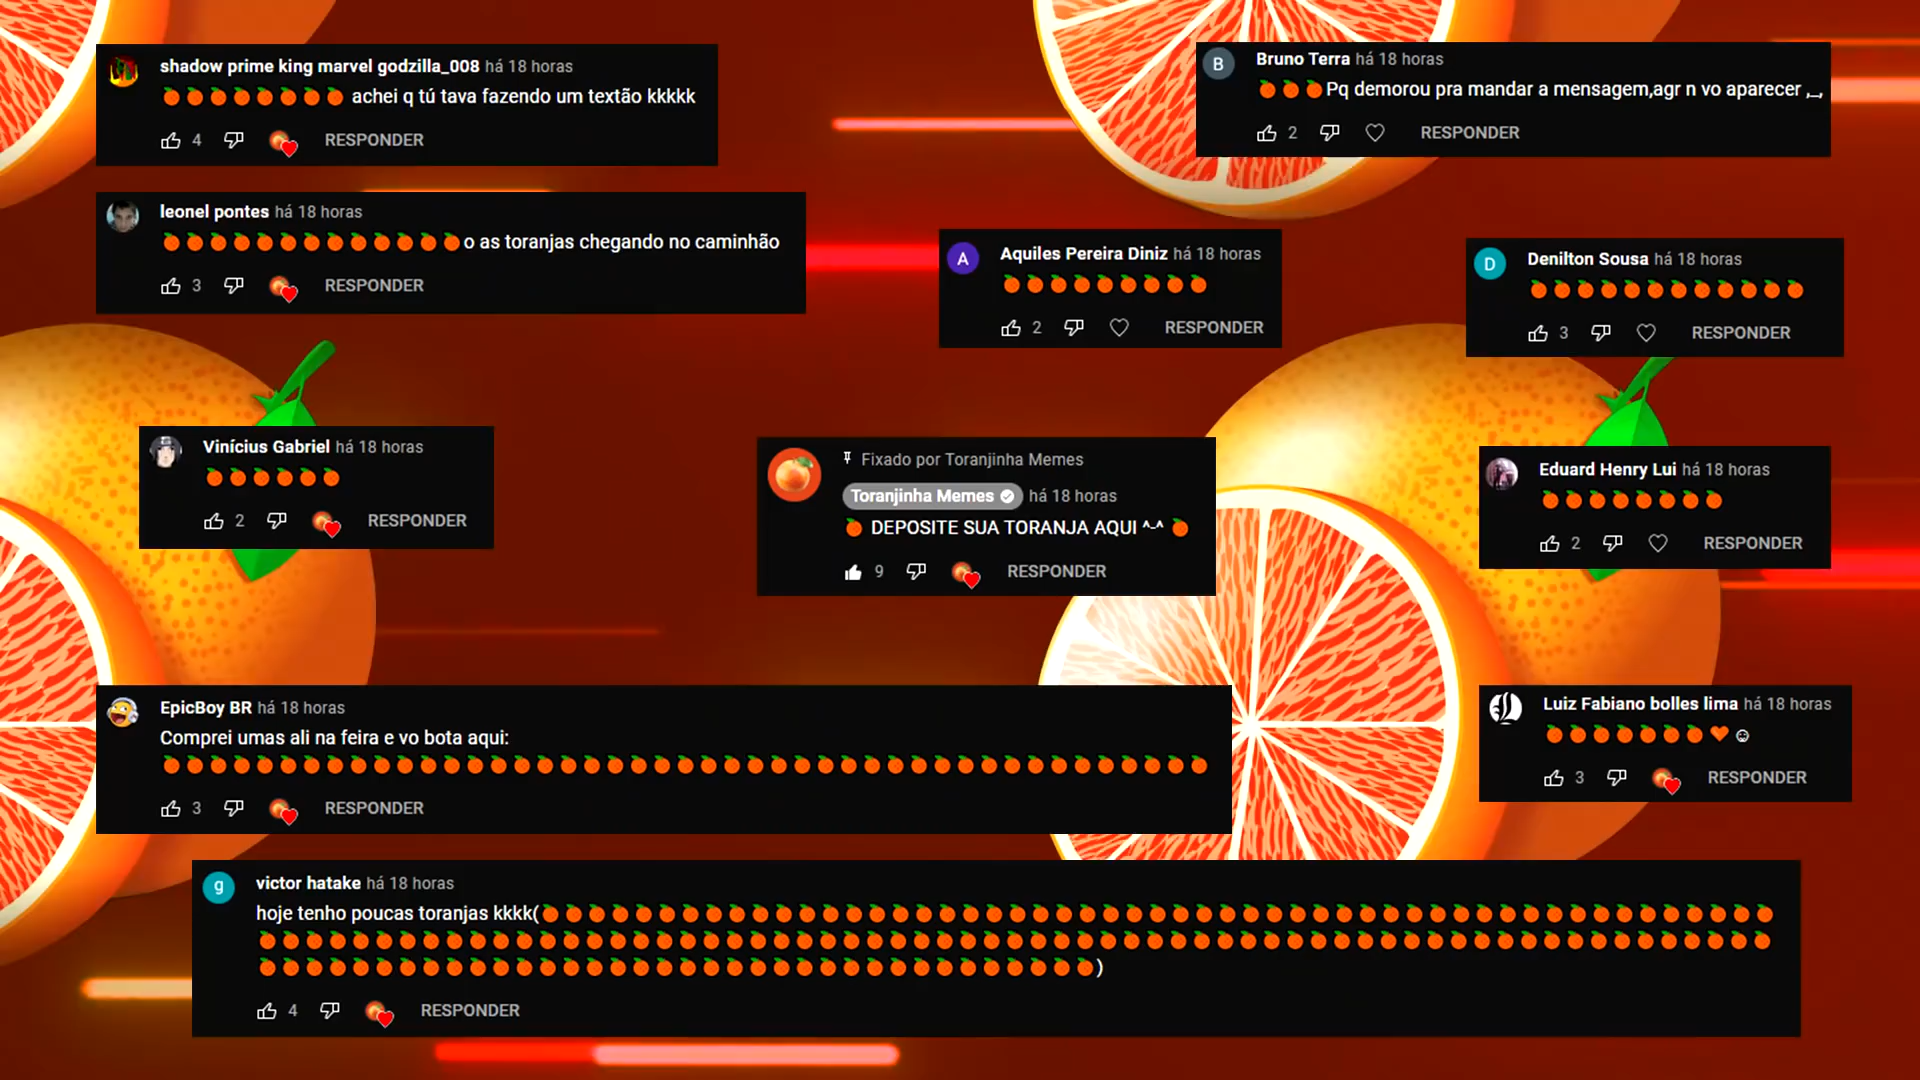 shadow prime king marvel godzilla_008 há 18 horas
🍊🍊🍊🍊🍊🍊🍊🍊 achei q tú tava fazendo um textão kkkkk
4 RESPONDER
Bruno Terra há 18 horas
🍊🍊🍊Pq demorou pra mandar a mensagem,agr n vo aparecer ,_,
2 RESPONDER
leonel pontes há 18 horas
🍊🍊🍊🍊🍊🍊🍊🍊🍊🍊🍊🍊🍊o as toranjas chegando no caminhão
3 RESPONDER
Aquiles Pereira Diniz há 18 horas
🍊🍊🍊🍊🍊🍊🍊🍊🍊
2 RESPONDER
Denilton Sousa há 18 horas
🍊🍊🍊🍊🍊🍊🍊🍊🍊🍊🍊🍊
3 RESPONDER
Vinícius Gabriel há 18 horas
🍊🍊🍊🍊🍊🍊
2 RESPONDER
Fixado por Toranjinha Memes
Toranjinha Memes há 18 horas
🍊 DEPOSITE SUA TORANJA AQUI ^-^ 🍊
9 RESPONDER
Eduard Henry Lui há 18 horas
🍊🍊🍊🍊🍊🍊🍊🍊
2 RESPONDER
EpicBoy BR há 18 horas
Comprei umas ali na feira e vo bota aqui:
🍊🍊🍊🍊🍊🍊🍊🍊🍊🍊🍊🍊🍊🍊🍊🍊🍊🍊🍊🍊🍊🍊🍊🍊🍊🍊🍊🍊🍊🍊🍊🍊🍊🍊🍊🍊🍊🍊🍊🍊🍊🍊🍊🍊🍊
3 RESPONDER
Luiz Fabiano bolles lima há 18 horas
🍊🍊🍊🍊🍊🍊🍊🧡☺
3 RESPONDER
victor hatake há 18 horas
hoje tenho poucas toranjas kkkk(🍊🍊🍊🍊🍊🍊🍊🍊🍊🍊🍊🍊🍊🍊🍊🍊🍊🍊🍊🍊🍊🍊🍊🍊🍊🍊🍊🍊🍊🍊🍊🍊🍊🍊🍊🍊🍊🍊🍊🍊🍊🍊🍊🍊🍊🍊🍊🍊🍊🍊🍊🍊🍊
🍊🍊🍊🍊🍊🍊🍊🍊🍊🍊🍊🍊🍊🍊🍊🍊🍊🍊🍊🍊🍊🍊🍊🍊🍊🍊🍊🍊🍊🍊🍊🍊🍊🍊🍊🍊🍊🍊🍊🍊🍊🍊🍊🍊🍊🍊🍊🍊🍊🍊🍊🍊🍊🍊🍊🍊🍊🍊🍊🍊🍊🍊🍊🍊🍊
🍊🍊🍊🍊🍊🍊🍊🍊🍊🍊🍊🍊🍊🍊🍊🍊🍊🍊🍊🍊🍊🍊🍊🍊🍊🍊🍊🍊🍊🍊🍊🍊🍊🍊🍊🍊)
4 RESPONDER